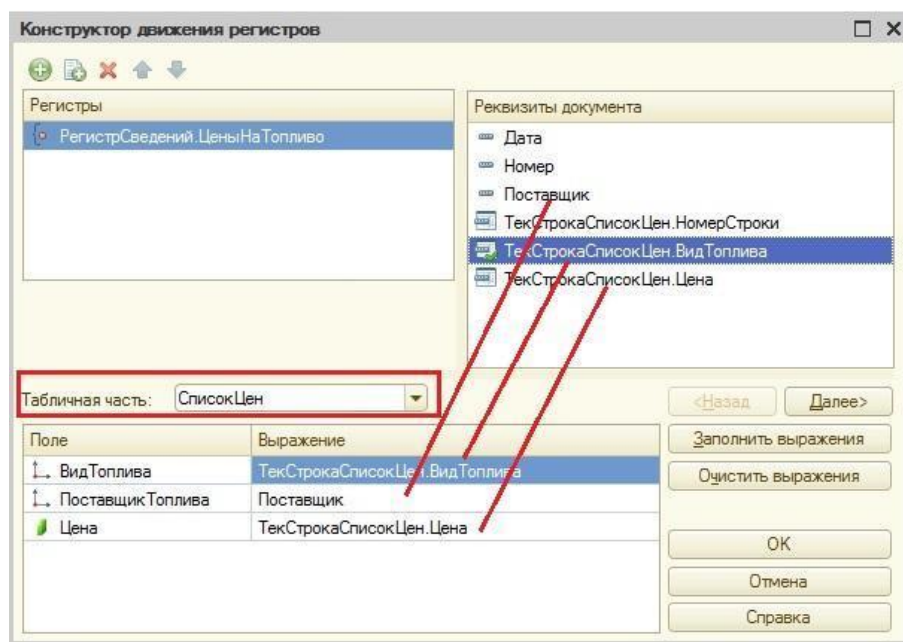 Конструктор движения регистров
Регистры
РегистрСведений.ЦеныНаТопливо
Реквизиты документа
Дата
Номер
Поставщик
ТекСтрокаСписокЦен.НомерСтроки
ТекСтрокаСписокЦен.ВидТоплива
ТекСтрокаСписокЦен.Цена
Табличная часть: СписокЦен
<Назад Далее>
Поле Выражение
ВидТоплива ТекСтрокаСписокЦен.ВидТоплива
ПоставщикТоплива Поставщик
Цена ТекСтрокаСписокЦен.Цена
Заполнить выражения
Очистить выражения
ОК
Отмена
Справка